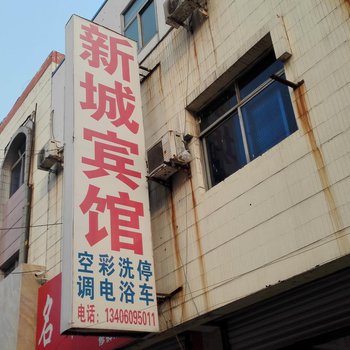 新城宾馆
空调 彩电 洗浴 停车
电话:13406095011
名